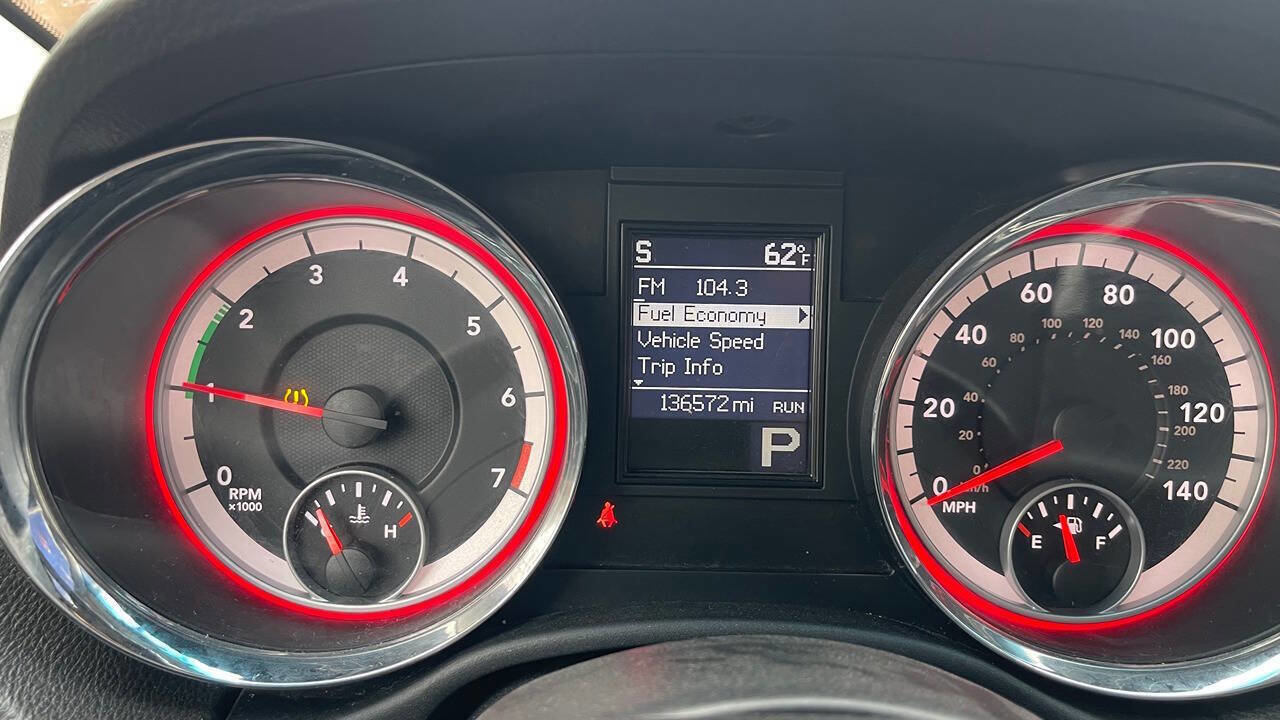 0
1
2
3
4
5
6
7
RPM
x1000
H
S 62°F
FM 104.3
Fuel Economy
Vehicle Speed
Trip Info
136572 mi RUN
P
0
20
40
60
80
100
120
140
MPH
0
20
40
60
80
100
120
140
160
180
200
220
km/h
E F